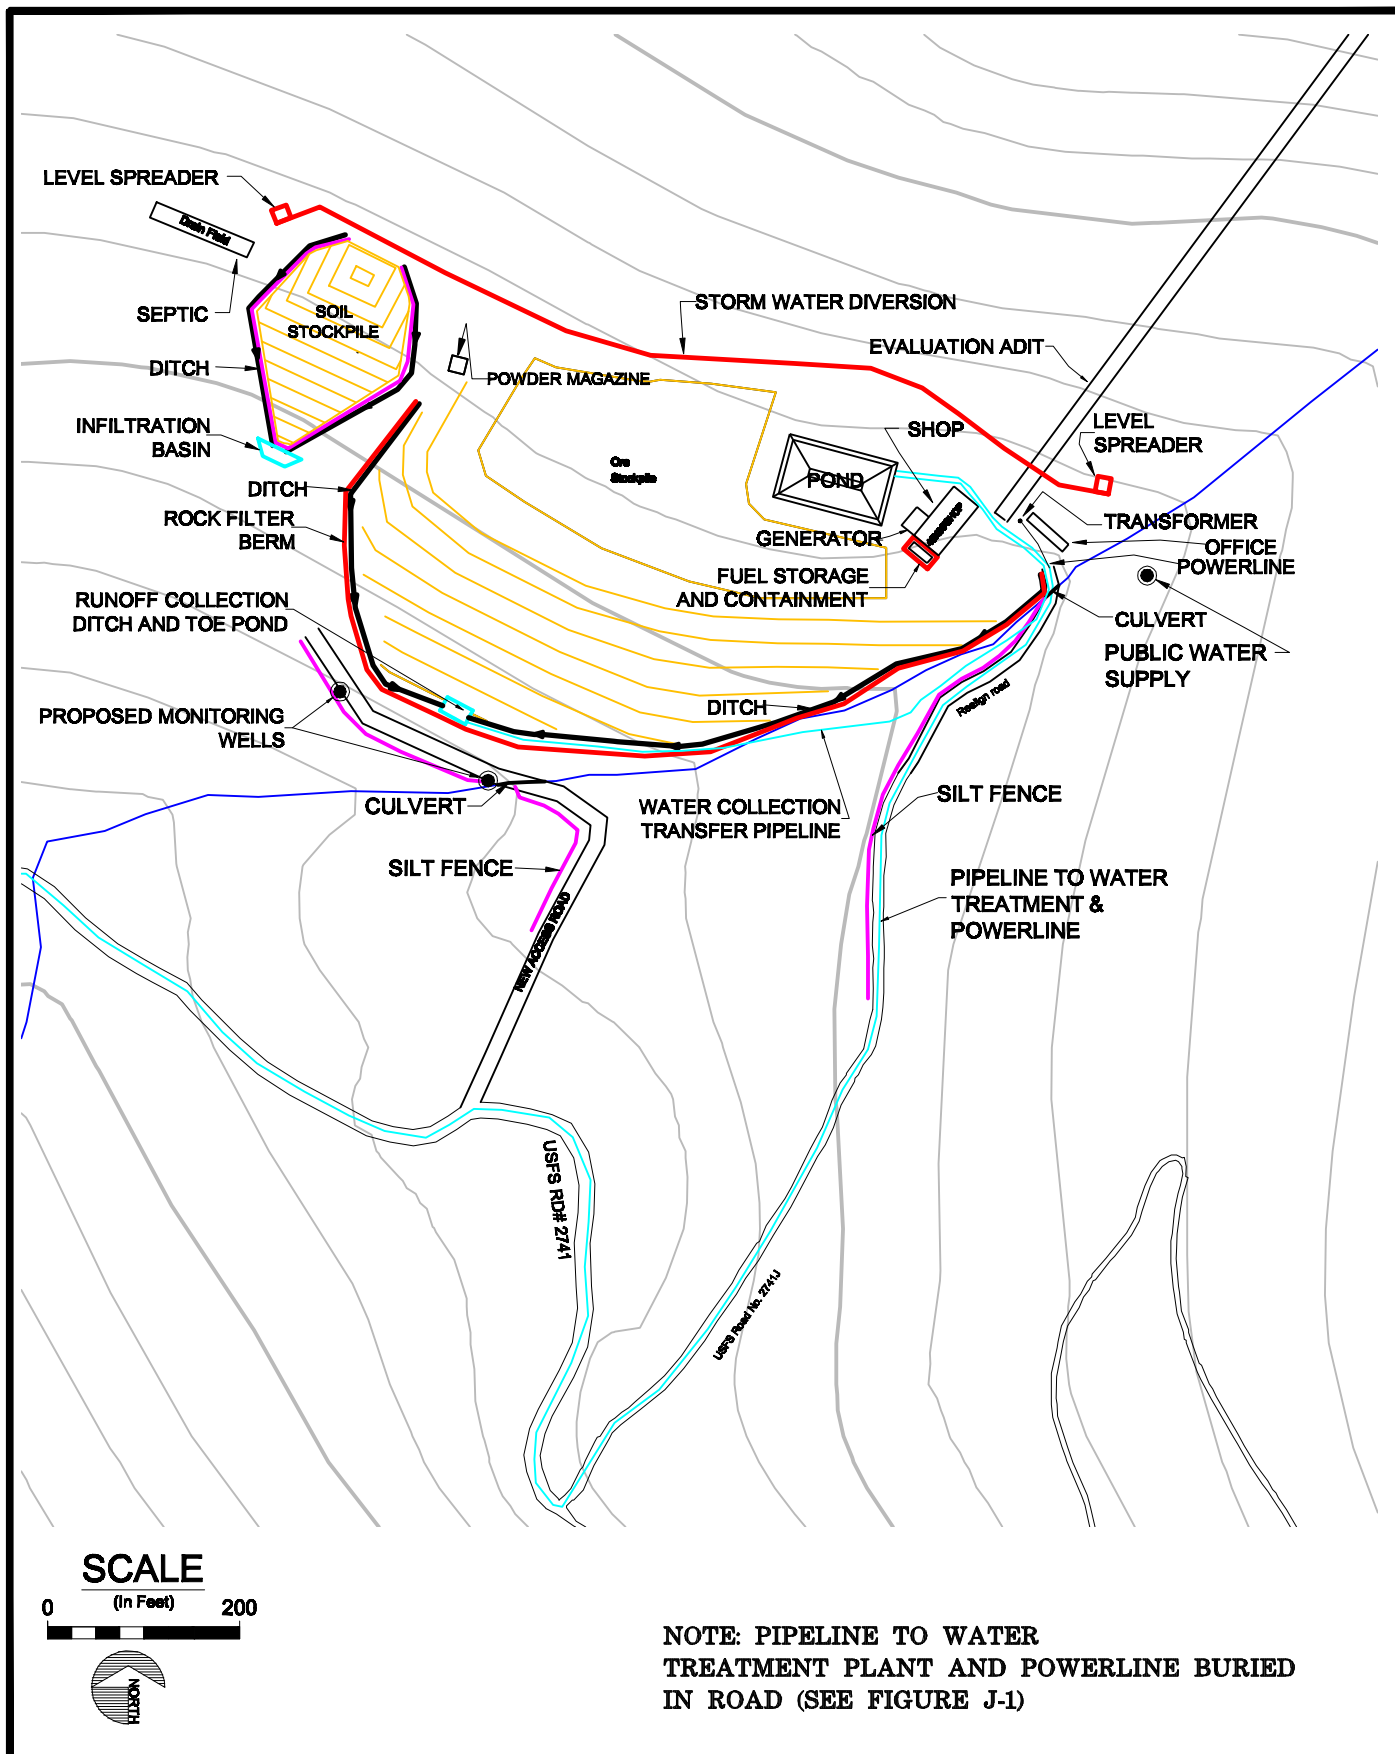 LEVEL SPREADER
Drain Field
SEPTIC
SOIL
STOCKPILE
STORM WATER DIVERSION
EVALUATION ADIT
DITCH
POWDER MAGAZINE
INFILTRATION
BASIN
SHOP
LEVEL
SPREADER
Ore
Stockpile
POND
DITCH
ROCK FILTER
BERM
GENERATOR
TRANSFORMER
OFFICE
POWERLINE
FUEL STORAGE
AND CONTAINMENT
RUNOFF COLLECTION
DITCH AND TOE POND
CULVERT
PUBLIC WATER
SUPPLY
Realign road
PROPOSED MONITORING
WELLS
DITCH
CULVERT
WATER COLLECTION
TRANSFER PIPELINE
SILT FENCE
SILT FENCE
PIPELINE TO WATER
TREATMENT &
POWERLINE
NEW ACCESS ROAD
USFS RD# 2741
USFS Road No. 2741J
SCALE
(In Feet)
0 200
NORTH
NOTE: PIPELINE TO WATER
TREATMENT PLANT AND POWERLINE BURIED
IN ROAD (SEE FIGURE J-1)